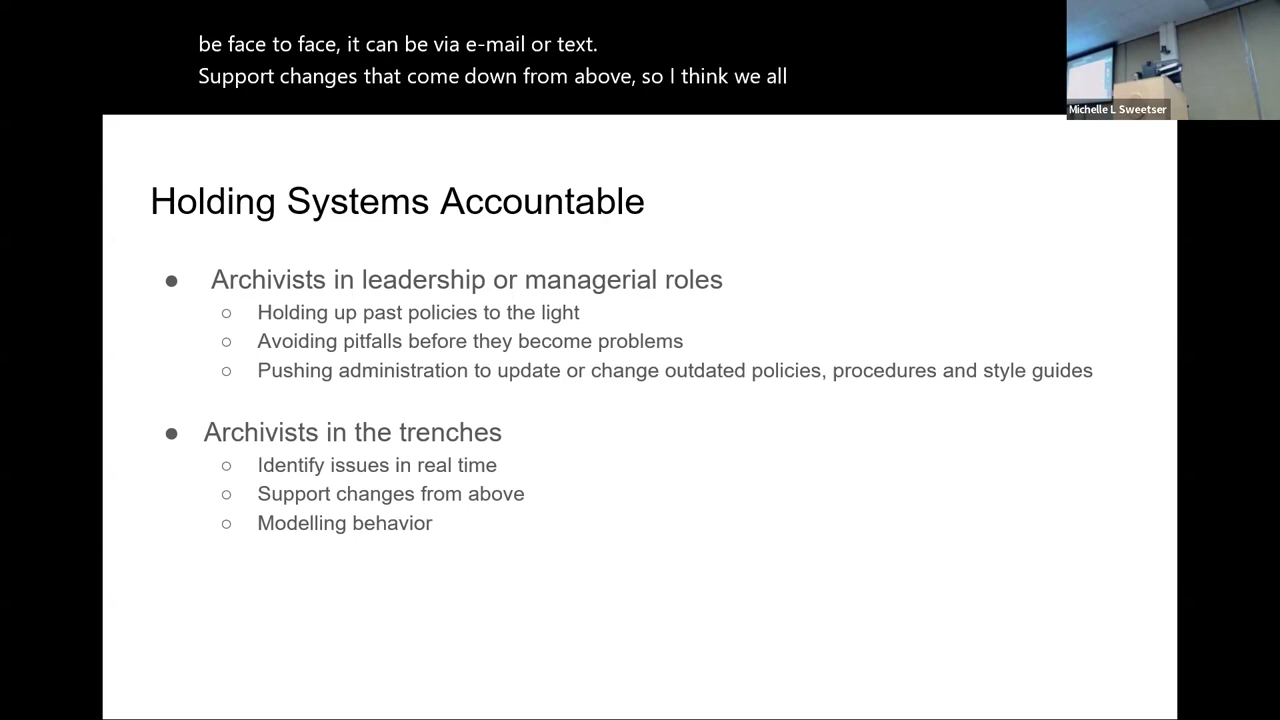 be face to face, it can be via e-mail or text.
Support changes that come down from above, so I think we all
Michelle L Sweetser
Holding Systems Accountable
● Archivists in leadership or managerial roles
○ Holding up past policies to the light
○ Avoiding pitfalls before they become problems
○ Pushing administration to update or change outdated policies, procedures and style guides
● Archivists in the trenches
○ Identify issues in real time
○ Support changes from above
○ Modelling behavior